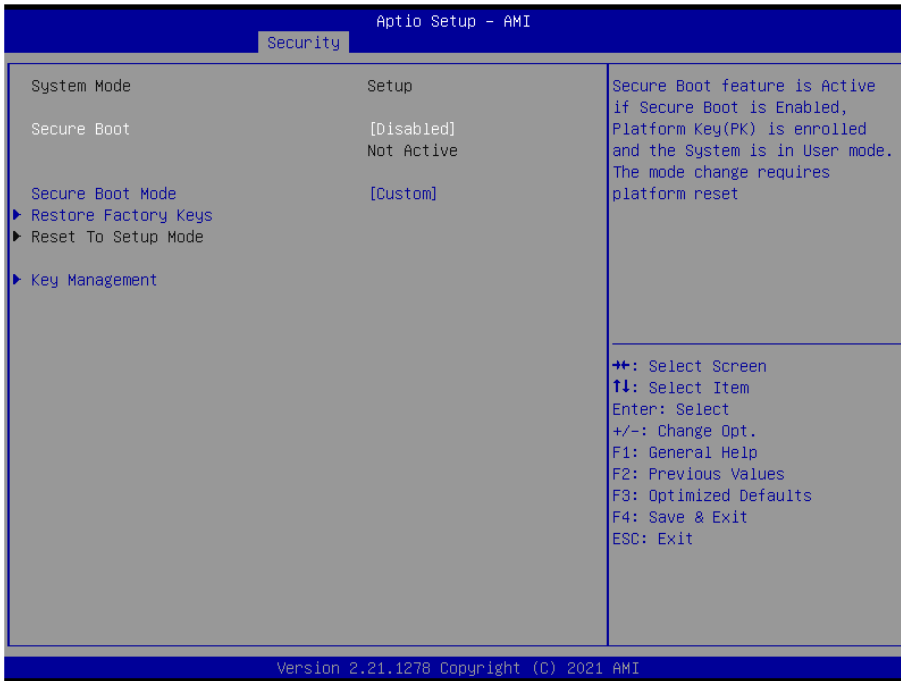 Aptio Setup – AMI
Security
System Mode Setup
Secure Boot [Disabled]
Not Active
Secure Boot Mode [Custom]
Restore Factory Keys
Reset To Setup Mode
Key Management
Secure Boot feature is Active
if Secure Boot is Enabled,
Platform Key(PK) is enrolled
and the System is in User mode.
The mode change requires
platform reset
→←: Select Screen
↑↓: Select Item
Enter: Select
+/-: Change Opt.
F1: General Help
F2: Previous Values
F3: Optimized Defaults
F4: Save & Exit
ESC: Exit
Version 2.21.1278 Copyright (C) 2021 AMI